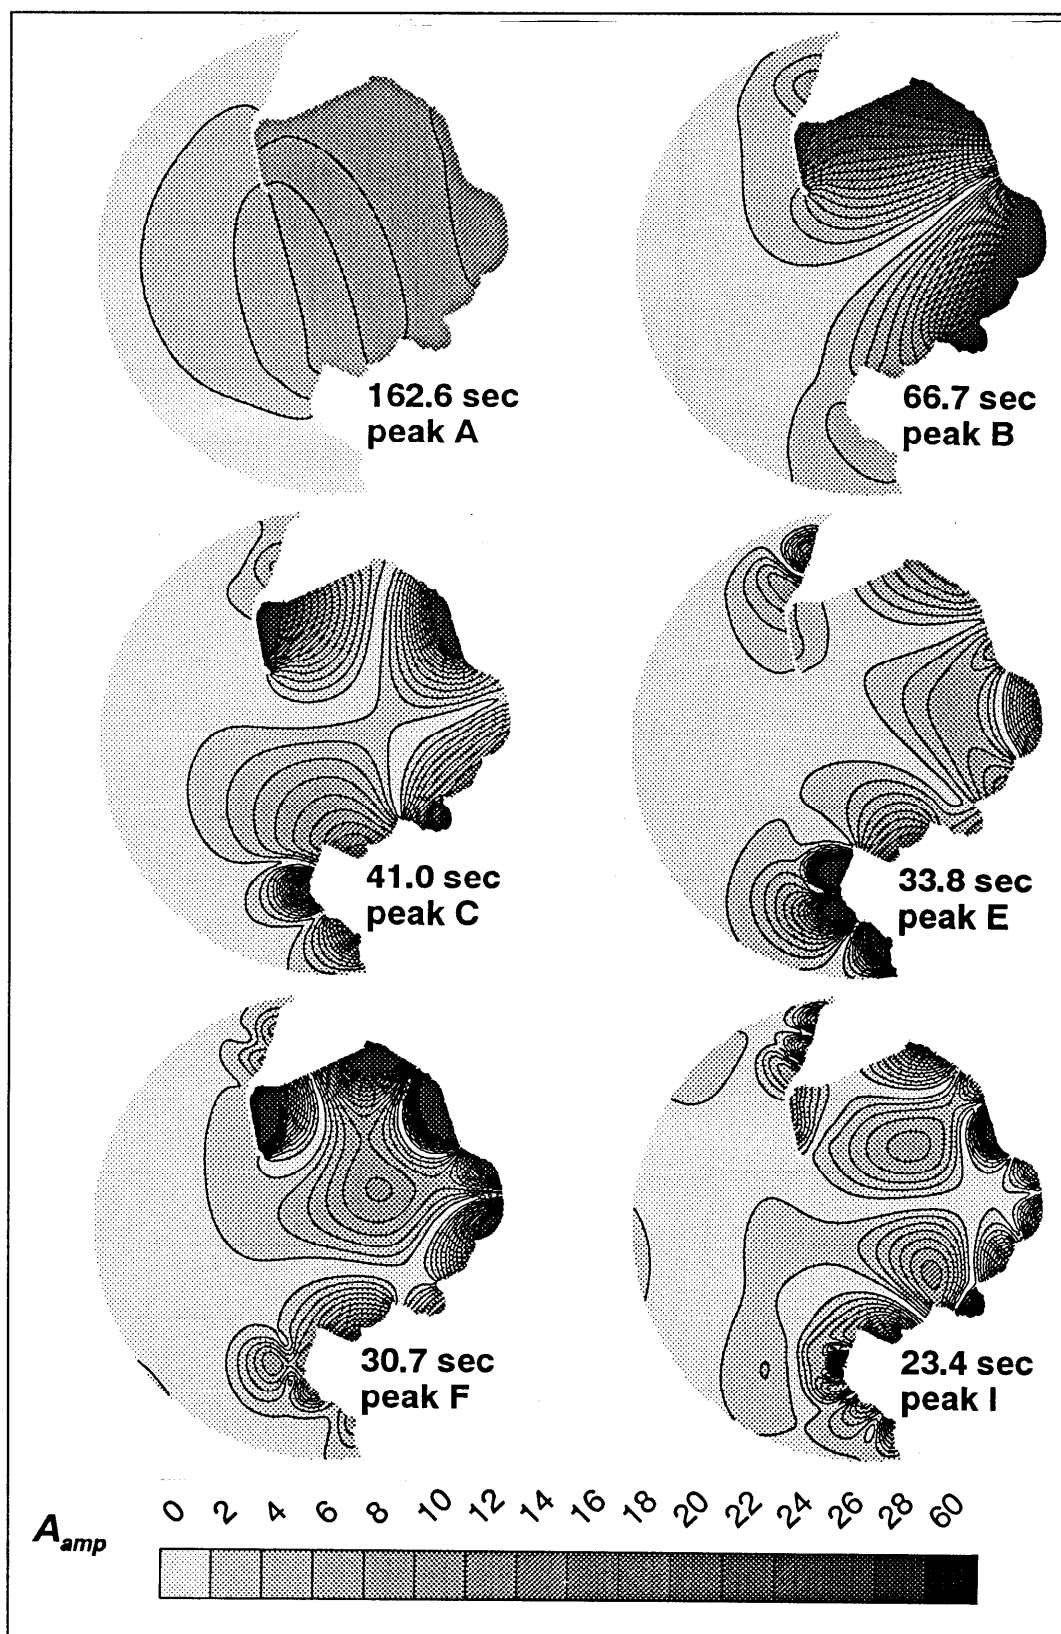 162.6 sec
peak A
66.7 sec
peak B
41.0 sec
peak C
33.8 sec
peak E
30.7 sec
peak F
23.4 sec
peak I
0 2 4 6 8 10 12 14 16 18 20 22 24 26 28 60
A amp